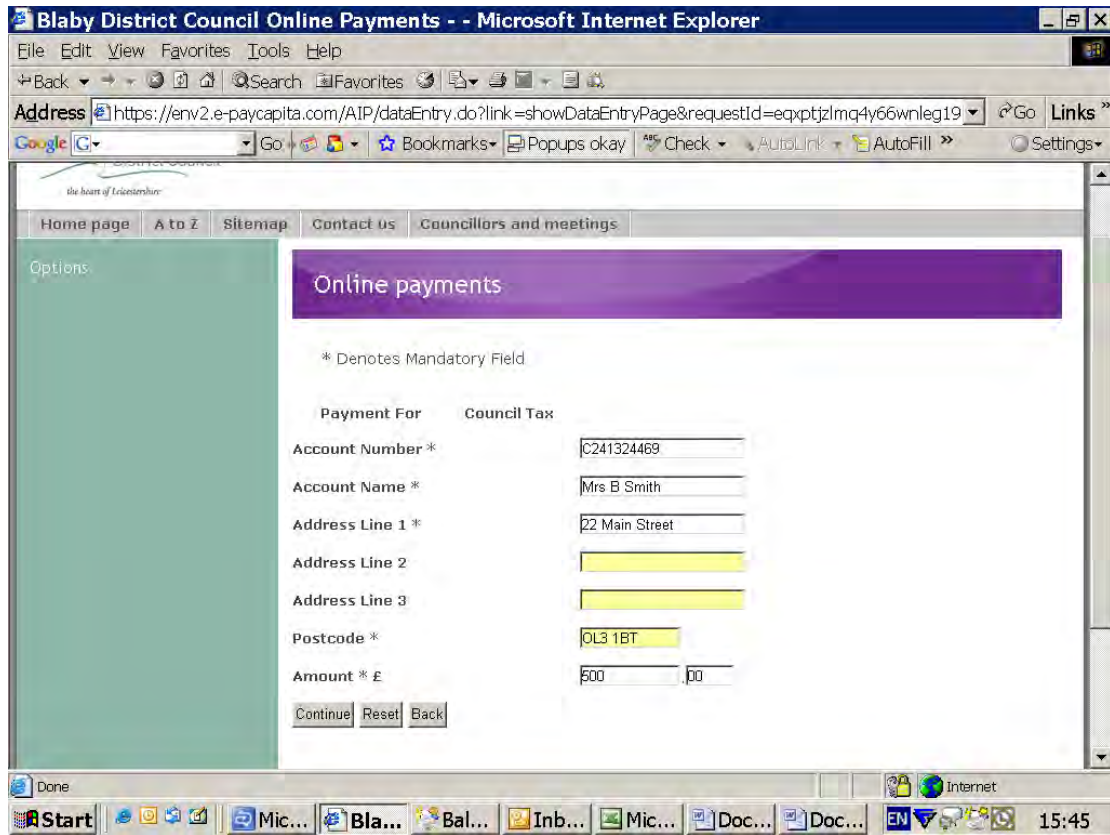 Blaby District Council Online Payments - - Microsoft Internet Explorer
File Edit View Favorites Tools Help
Back Search Favorites
Address https://env2.e-paycapita.com/AIP/dataEntry.do?link=showDataEntryPage&requestId=eqxptjzlmq4y66wnleg19 Go Links »
Google G Go Bookmarks Popups okay Check AutoLink AutoFill » Settings
District Council
the heart of Leicestershire
Home page A to Z Sitemap Contact us Councillors and meetings
Options
Online payments
* Denotes Mandatory Field
Payment For Council Tax
Account Number * C241324469
Account Name * Mrs B Smith
Address Line 1 * 22 Main Street
Address Line 2
Address Line 3
Postcode * OL3 1BT
Amount * £ 500 .00
Continue Reset Back
Done Internet
Start Mic... Bla... Bal... Inb... Mic... Doc... Doc... EN 15:45